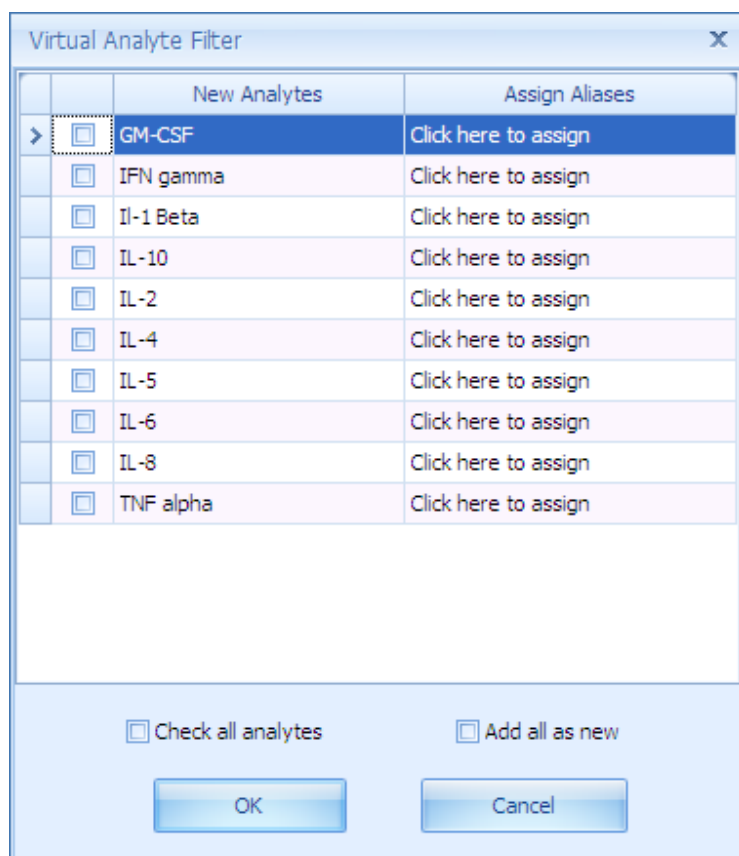 Virtual Analyte Filter
New Analytes Assign Aliases
GM-CSF Click here to assign
IFN gamma Click here to assign
Il-1 Beta Click here to assign
IL-10 Click here to assign
IL-2 Click here to assign
IL-4 Click here to assign
IL-5 Click here to assign
IL-6 Click here to assign
IL-8 Click here to assign
TNF alpha Click here to assign
Check all analytes Add all as new
OK Cancel